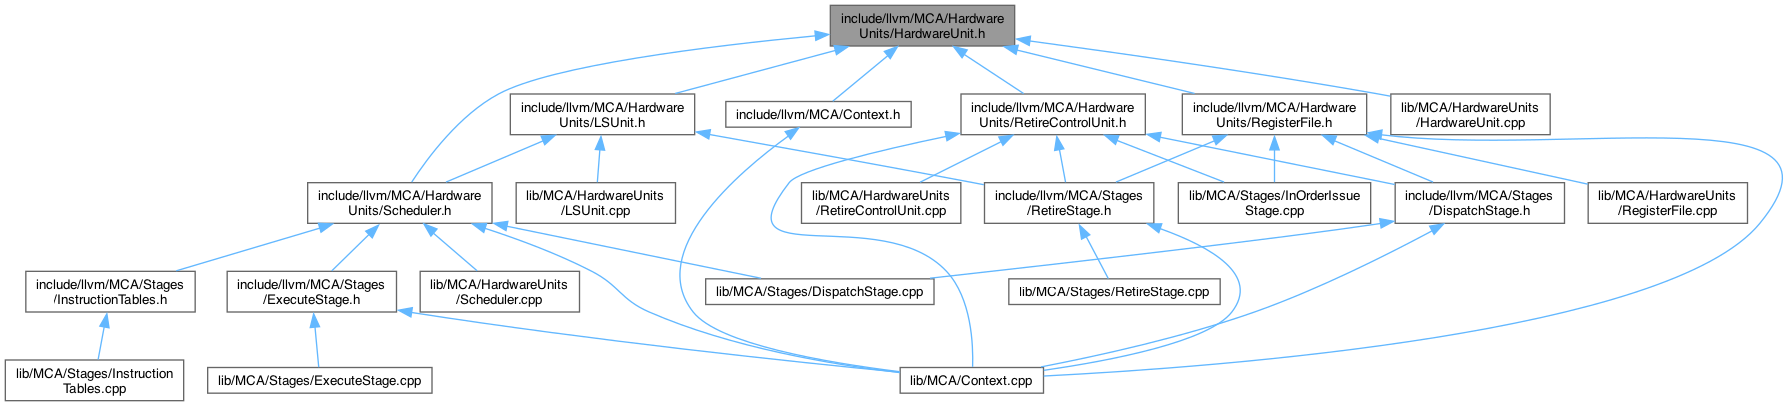 include/llvm/MCA/Hardware
Units/HardwareUnit.h
include/llvm/MCA/Hardware
Units/LSUnit.h
include/llvm/MCA/Context.h
include/llvm/MCA/Hardware
Units/RetireControlUnit.h
include/llvm/MCA/Hardware
Units/RegisterFile.h
lib/MCA/HardwareUnits
/HardwareUnit.cpp
include/llvm/MCA/Hardware
Units/Scheduler.h
lib/MCA/HardwareUnits
/LSUnit.cpp
lib/MCA/HardwareUnits
/RetireControlUnit.cpp
include/llvm/MCA/Stages
/RetireStage.h
lib/MCA/Stages/InOrderIssue
Stage.cpp
include/llvm/MCA/Stages
/DispatchStage.h
lib/MCA/HardwareUnits
/RegisterFile.cpp
include/llvm/MCA/Stages
/InstructionTables.h
include/llvm/MCA/Stages
/ExecuteStage.h
lib/MCA/HardwareUnits
/Scheduler.cpp
lib/MCA/Stages/DispatchStage.cpp
lib/MCA/Stages/RetireStage.cpp
lib/MCA/Stages/Instruction
Tables.cpp
lib/MCA/Stages/ExecuteStage.cpp
lib/MCA/Context.cpp